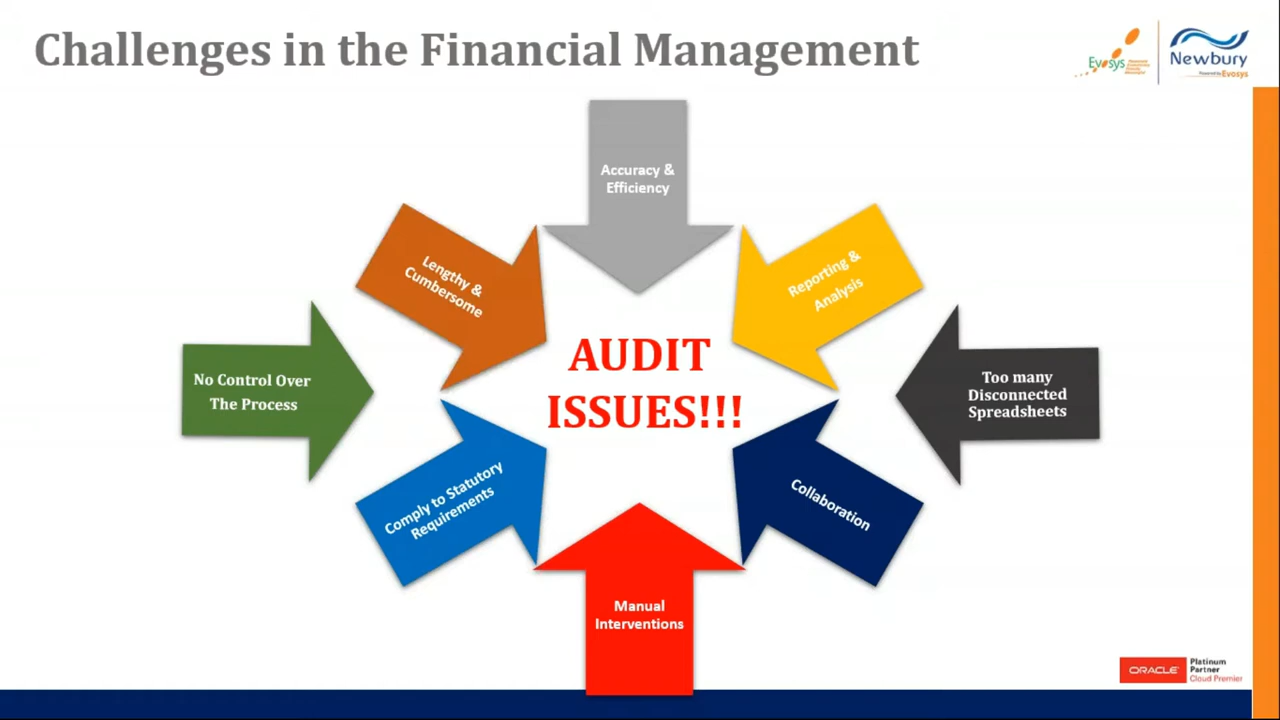 Challenges in the Financial Management
Evosys
Newbury
Powered by Evosys
Accuracy &
Efficiency
Lengthy &
Cumbersome
Reporting &
Analysis
No Control Over
The Process
AUDIT
ISSUES!!!
Too many
Disconnected
Spreadsheets
Comply to Statutory
Requirements
Collaboration
Manual
Interventions
ORACLE
Platinum
Partner
Cloud Premier